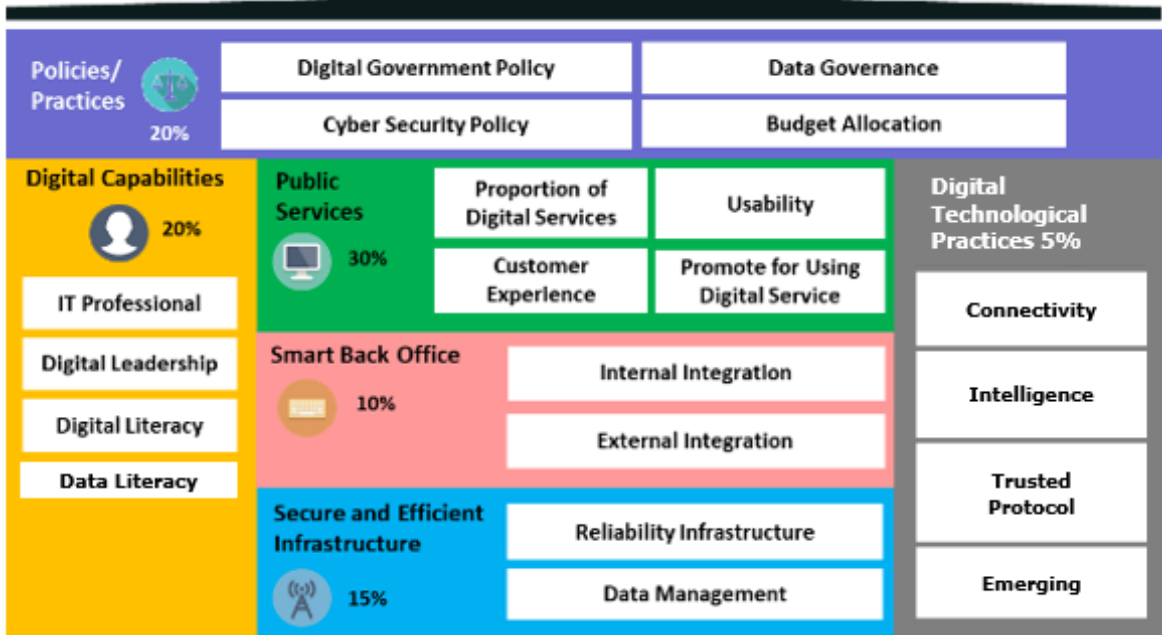 Policies/
Practices
20%
Digital Government Policy
Data Governance
Cyber Security Policy
Budget Allocation
Digital Capabilities
20%
IT Professional
Digital Leadership
Digital Literacy
Data Literacy
Public
Services
30%
Proportion of
Digital Services
Usability
Customer
Experience
Promote for Using
Digital Service
Smart Back Office
10%
Internal Integration
External Integration
Secure and Efficient
Infrastructure
15%
Reliability Infrastructure
Data Management
Digital
Technological
Practices 5%
Connectivity
Intelligence
Trusted
Protocol
Emerging